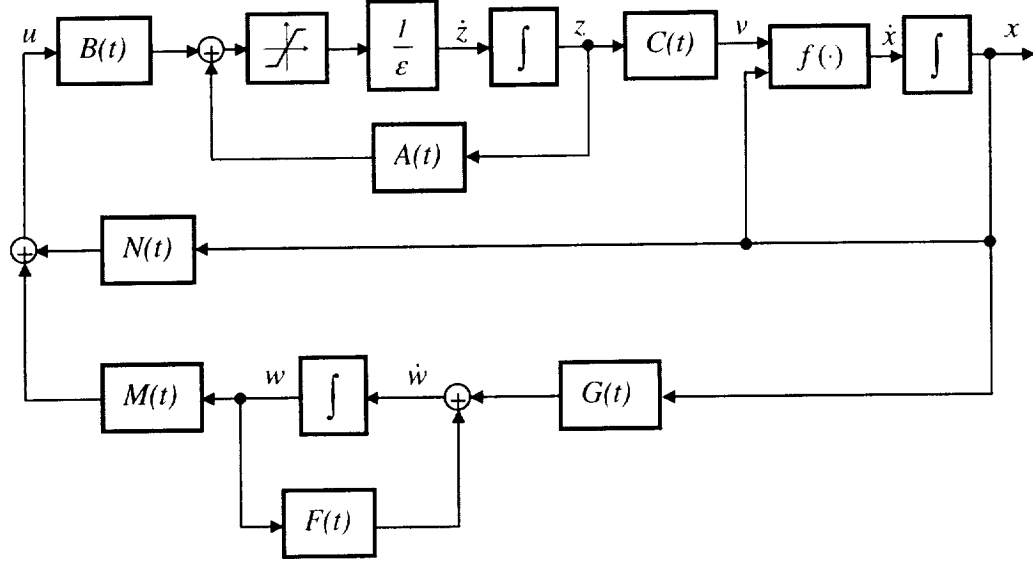 u B(t) 1/ε ż ∫ z C(t) v f(·) ẋ ∫ x
A(t)
N(t)
M(t) w ∫ ẇ G(t)
F(t)